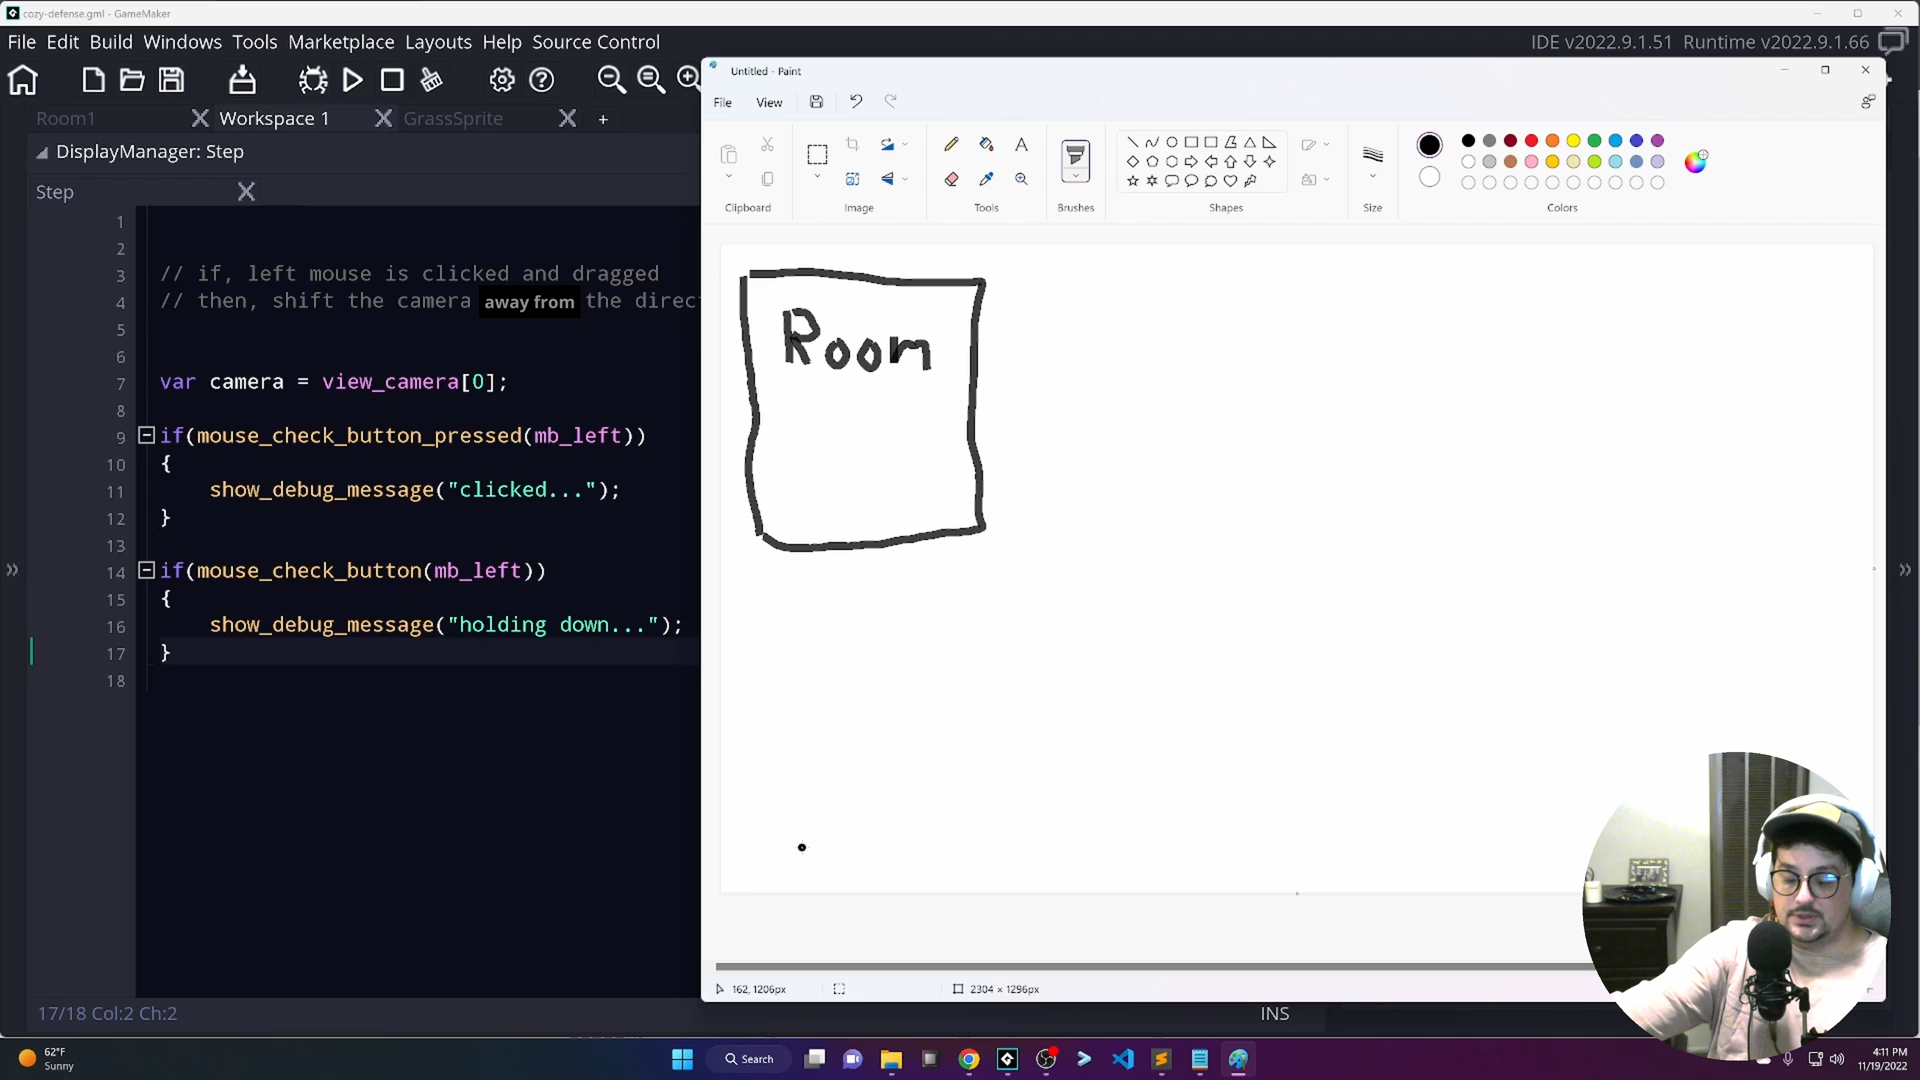 cozy-defense.gml - GameMaker
File Edit Build Windows Tools Marketplace Layouts Help Source Control
IDE v2022.9.1.51 Runtime v2022.9.1.66
Room1
Workspace 1
GrassSprite
+
DisplayManager: Step
Step
1
2
3 // if, left mouse is clicked and dragged
4 // then, shift the camera away from the direc
5
6
7 var camera = view_camera[0];
8
9 if(mouse_check_button_pressed(mb_left))
10 {
11 show_debug_message("clicked...");
12 }
13
14 if(mouse_check_button(mb_left))
15 {
16 show_debug_message("holding down...");
17 }
18
17/18 Col:2 Ch:2
INS
Untitled - Paint
File View
Clipboard
Image
Tools
Brushes
Shapes
Size
Colors
Room
162, 1206px
2304 × 1296px
62°F
Sunny
Search
4:11 PM
11/19/2022